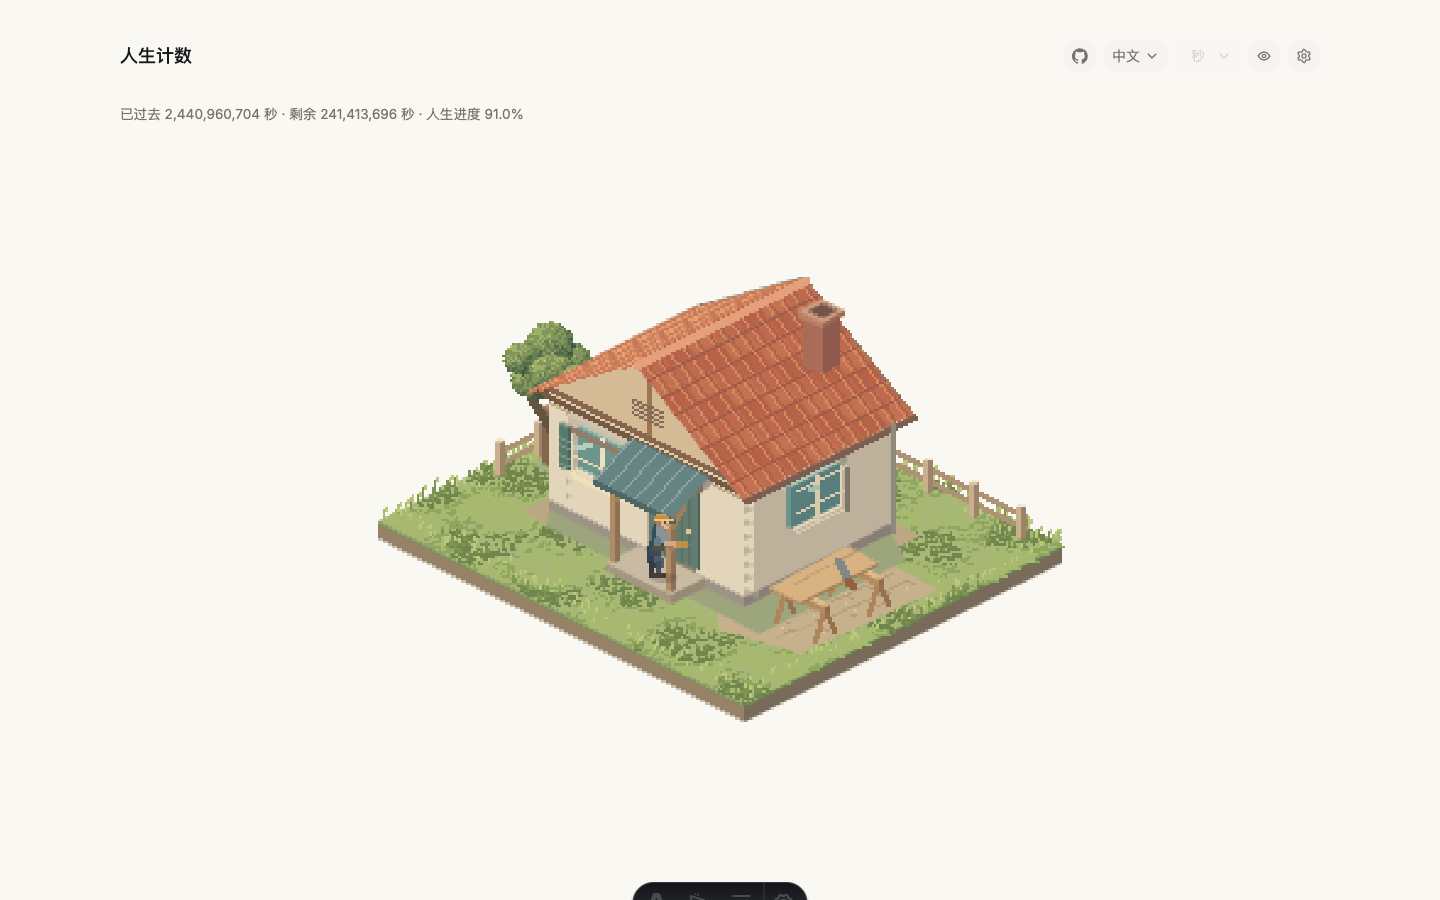 人生计数
中文
秒
已过去 2,440,960,704 秒 · 剩余 241,413,696 秒 · 人生进度 91.0%